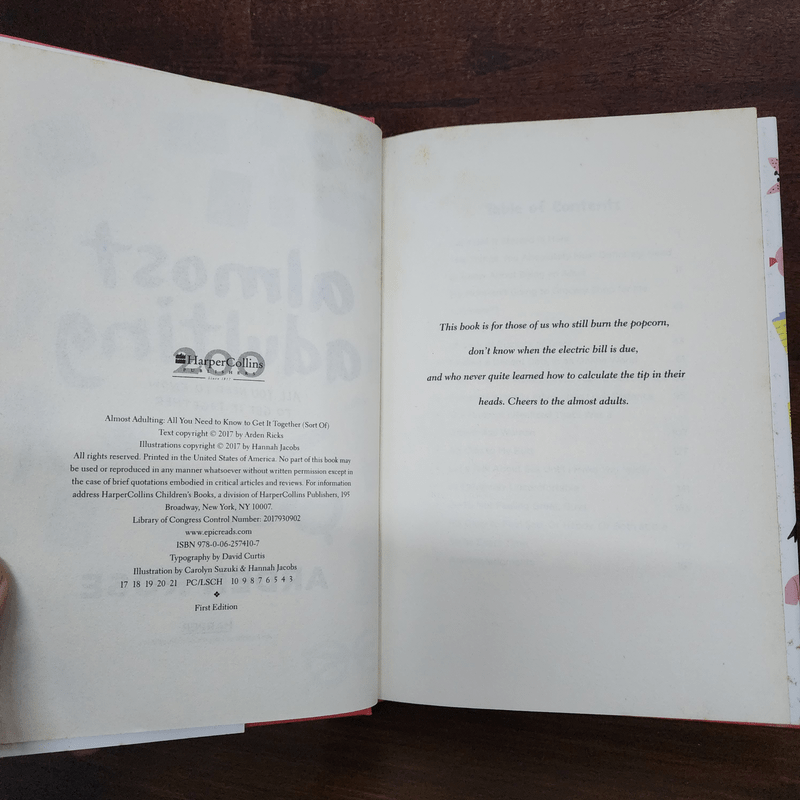 200
HarperCollins
PUBLISHERS
Since 1817
Almost Adulting: All You Need to Know to Get It Together (Sort Of)
Text copyright © 2017 by Arden Ricks
Illustrations copyright © 2017 by Hannah Jacobs
All rights reserved. Printed in the United States of America. No part of this book may
be used or reproduced in any manner whatsoever without written permission except in
the case of brief quotations embodied in critical articles and reviews. For information
address HarperCollins Children's Books, a division of HarperCollins Publishers, 195
Broadway, New York, NY 10007.
Library of Congress Control Number: 2017930902
www.epicreads.com
ISBN 978-0-06-257410-7
Typography by David Curtis
Illustration by Carolyn Suzuki & Hannah Jacobs
17 18 19 20 21 PC/LSCH 10 9 8 7 6 5 4 3
❖
First Edition
This book is for those of us who still burn the popcorn,
don't know when the electric bill is due,
and who never quite learned how to calculate the tip in their
heads. Cheers to the almost adults.